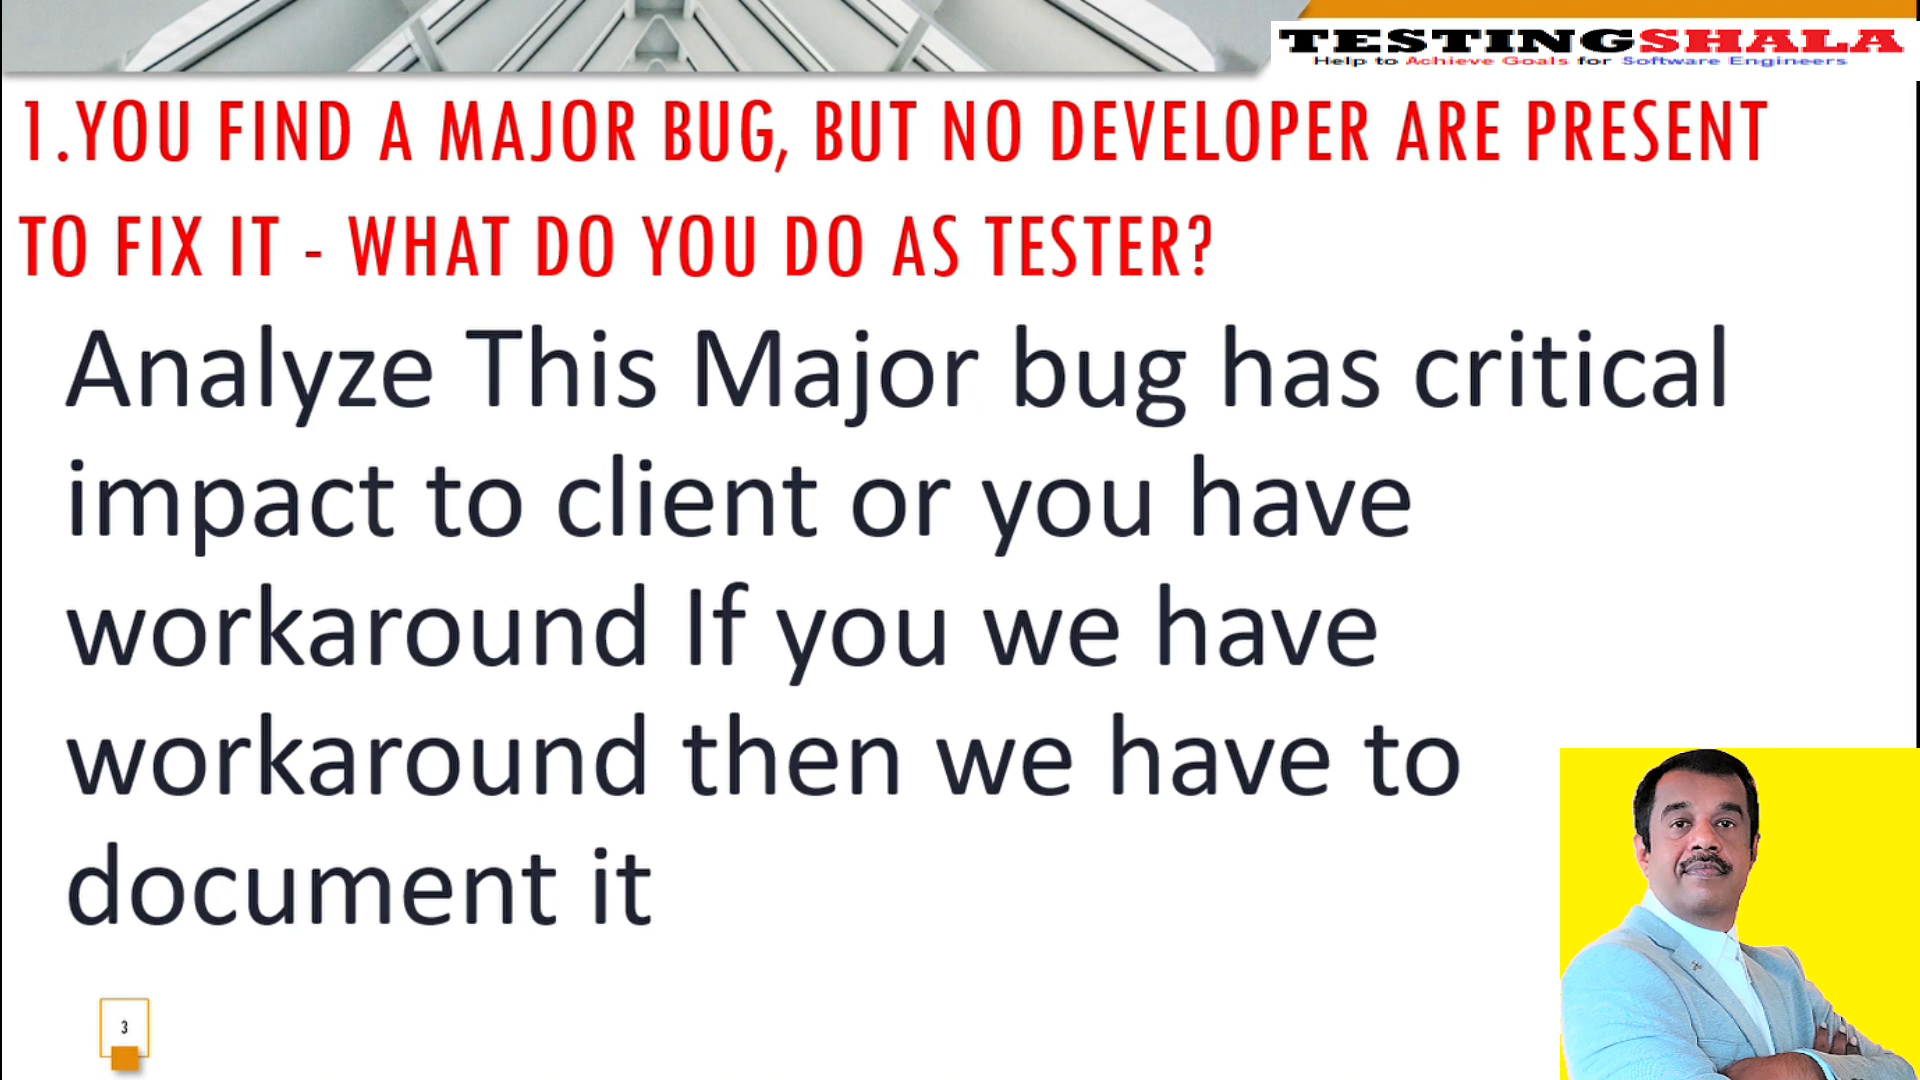 TESTINGSHALA
Help to Achieve Goals for Software Engineers
1.YOU FIND A MAJOR BUG, BUT NO DEVELOPER ARE PRESENT
TO FIX IT - WHAT DO YOU DO AS TESTER?
Analyze This Major bug has critical
impact to client or you have
workaround If you we have
workaround then we have to
document it
3